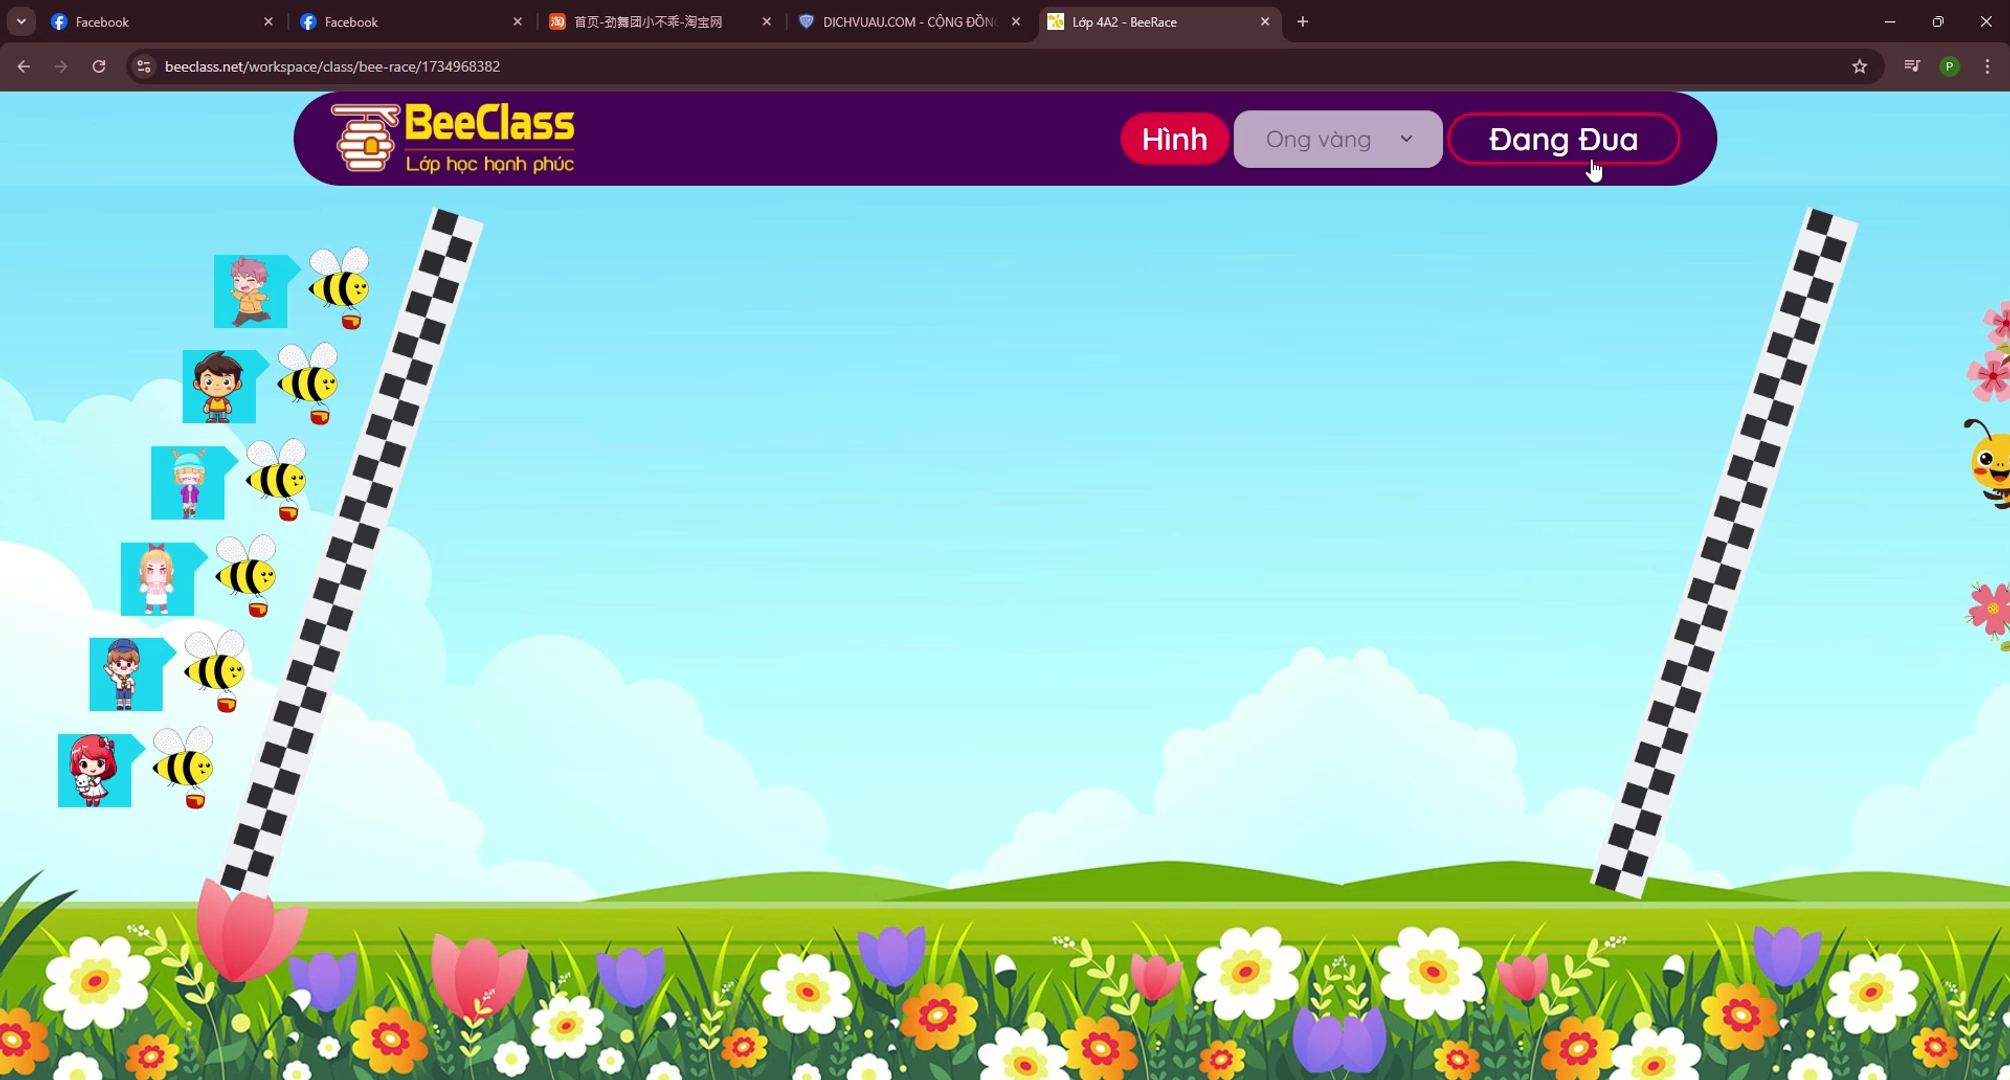 Facebook
Facebook
首页-劲舞团小不乖-淘宝网
DICHVUAU.COM - CỘNG ĐỒN
Lớp 4A2 - BeeRace
beeclass.net/workspace/class/bee-race/1734968382
P
BeeClass
Lớp học hạnh phúc
Hình
Ong vàng
Đang Đua